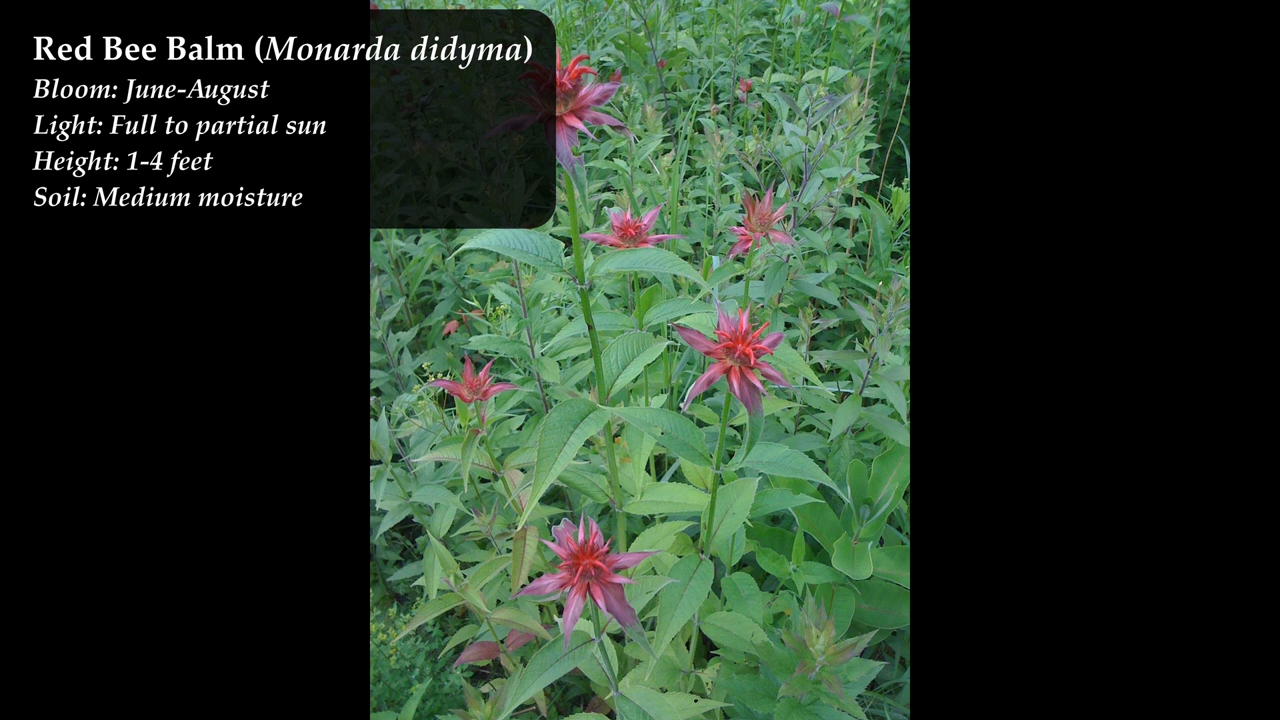 Red Bee Balm (Monarda didyma)
Bloom: June-August
Light: Full to partial sun
Height: 1-4 feet
Soil: Medium moisture